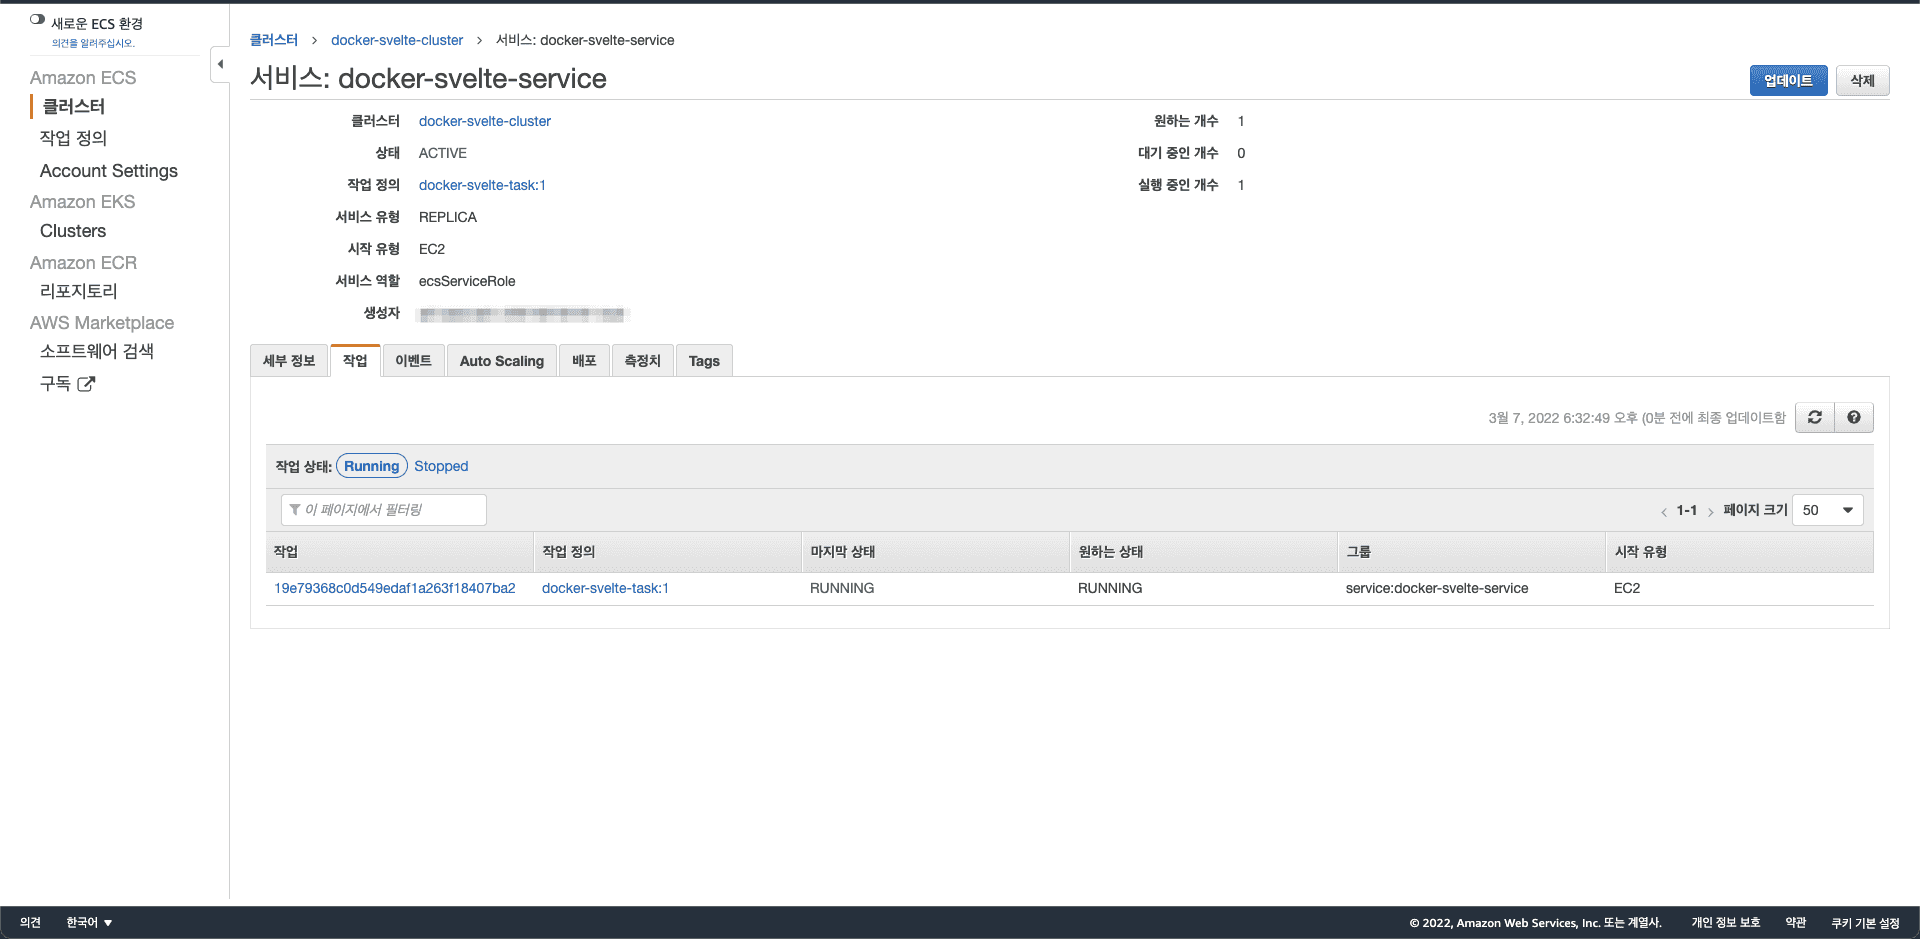 새로운 ECS 환경
의견을 알려주십시오.
Amazon ECS
클러스터
작업 정의
Account Settings
Amazon EKS
Clusters
Amazon ECR
리포지토리
AWS Marketplace
소프트웨어 검색
구독
클러스터 > docker-svelte-cluster > 서비스: docker-svelte-service
서비스: docker-svelte-service
업데이트 삭제
클러스터 docker-svelte-cluster
상태 ACTIVE
작업 정의 docker-svelte-task:1
서비스 유형 REPLICA
시작 유형 EC2
서비스 역할 ecsServiceRole
생성자
원하는 개수 1
대기 중인 개수 0
실행 중인 개수 1
세부 정보 작업 이벤트 Auto Scaling 배포 측정치 Tags
3월 7, 2022 6:32:49 오후 (0분 전에 최종 업데이트함
작업 상태: Running Stopped
이 페이지에서 필터링
< 1-1 > 페이지 크기 50
작업 작업 정의 마지막 상태 원하는 상태 그룹 시작 유형
19e79368c0d549edaf1a263f18407ba2 docker-svelte-task:1 RUNNING RUNNING service:docker-svelte-service EC2
의견 한국어 © 2022, Amazon Web Services, Inc. 또는 계열사. 개인 정보 보호 약관 쿠키 기본 설정